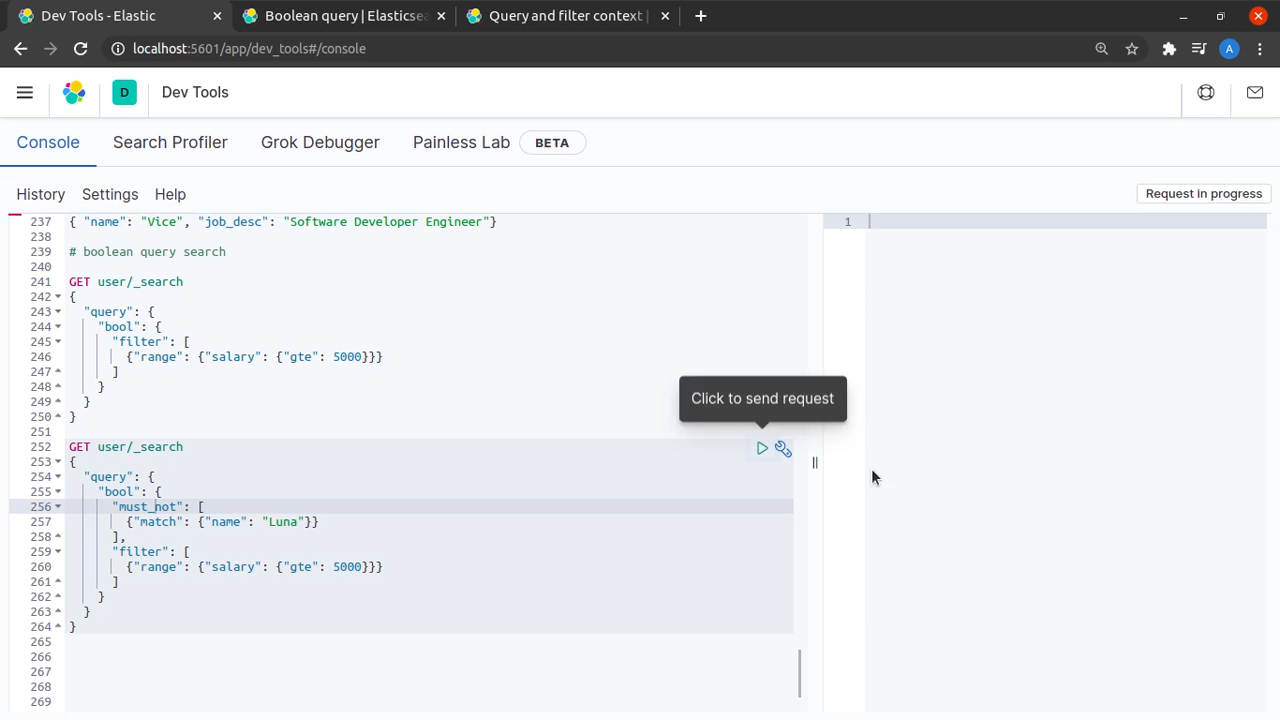 Dev Tools - Elastic
Boolean query | Elasticsea
Query and filter context |
localhost:5601/app/dev_tools#/console
A
D
Dev Tools
Console
Search Profiler
Grok Debugger
Painless Lab
BETA
History
Settings
Help
Request in progress
237 { "name": "Vice", "job_desc": "Software Developer Engineer"}
238
239 # boolean query search
240
241 GET user/_search
242 {
243 "query": {
244 "bool": {
245 "filter": [
246 {"range": {"salary": {"gte": 5000}}}
247 ]
248 }
249 }
250 }
251
252 GET user/_search
253 {
254 "query": {
255 "bool": {
256 "must_not": [
257 {"match": {"name": "Luna"}}
258 ],
259 "filter": [
260 {"range": {"salary": {"gte": 5000}}}
261 ]
262 }
263 }
264 }
265
266
267
268
269
Click to send request
1